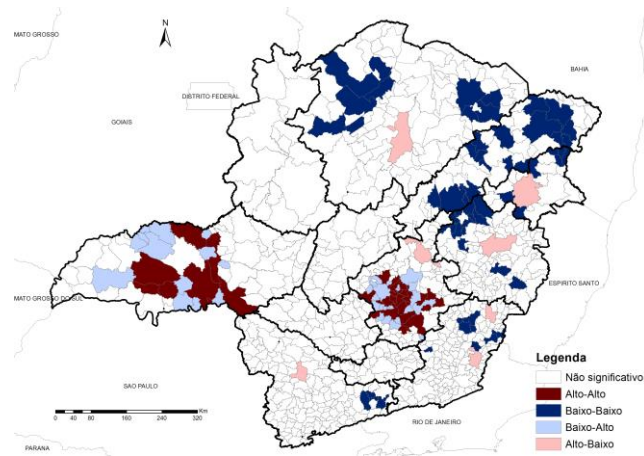 MATO GROSSO
N
BAHIA
DISTRITO FEDERAL
GOIAIS
ESPIRITO SANTO
MATO GROSSO DO SUL
Legenda
Não significativo
Alto-Alto
Baixo-Baixo
Baixo-Alto
Alto-Baixo
SAO PAULO
RIO DE JANEIRO
Km
0 40 80 160 240 320
PARANA